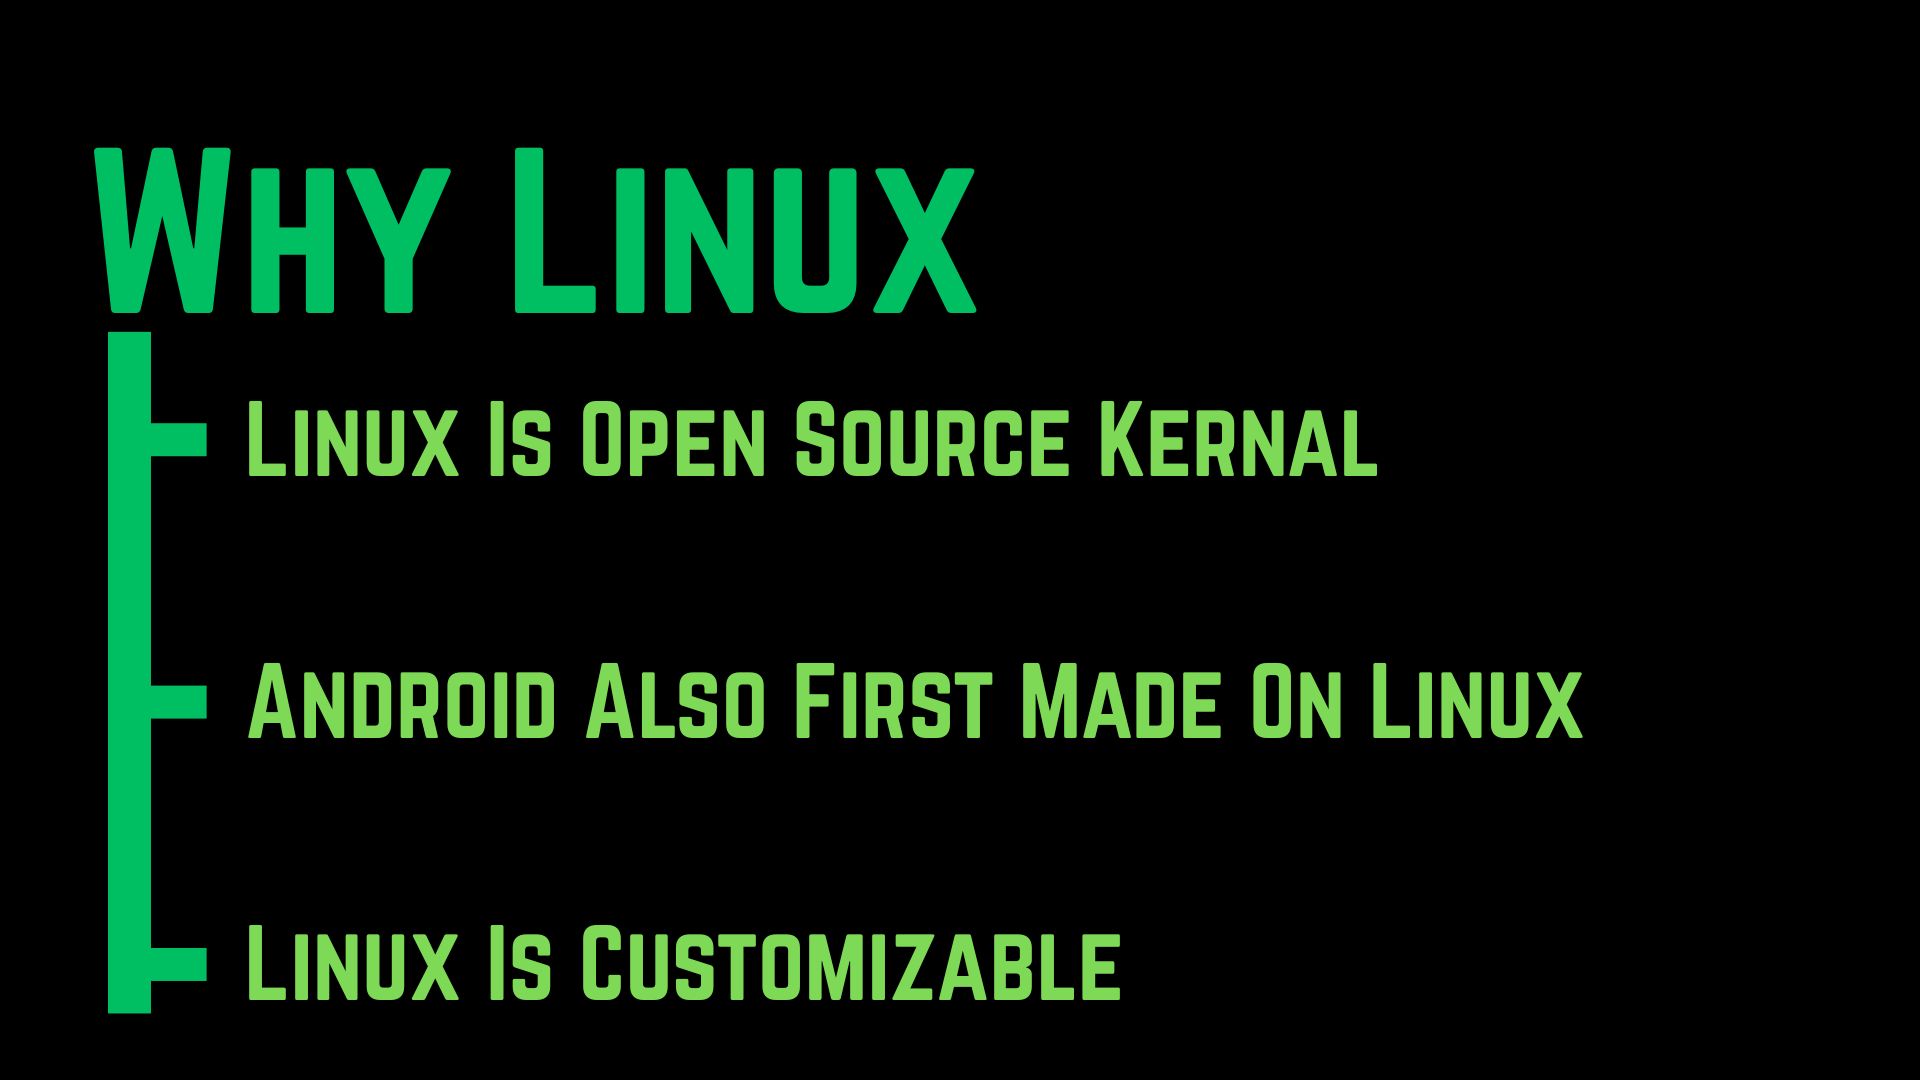 Why Linux
Linux Is Open Source Kernal
Android Also First Made On Linux
Linux Is Customizable